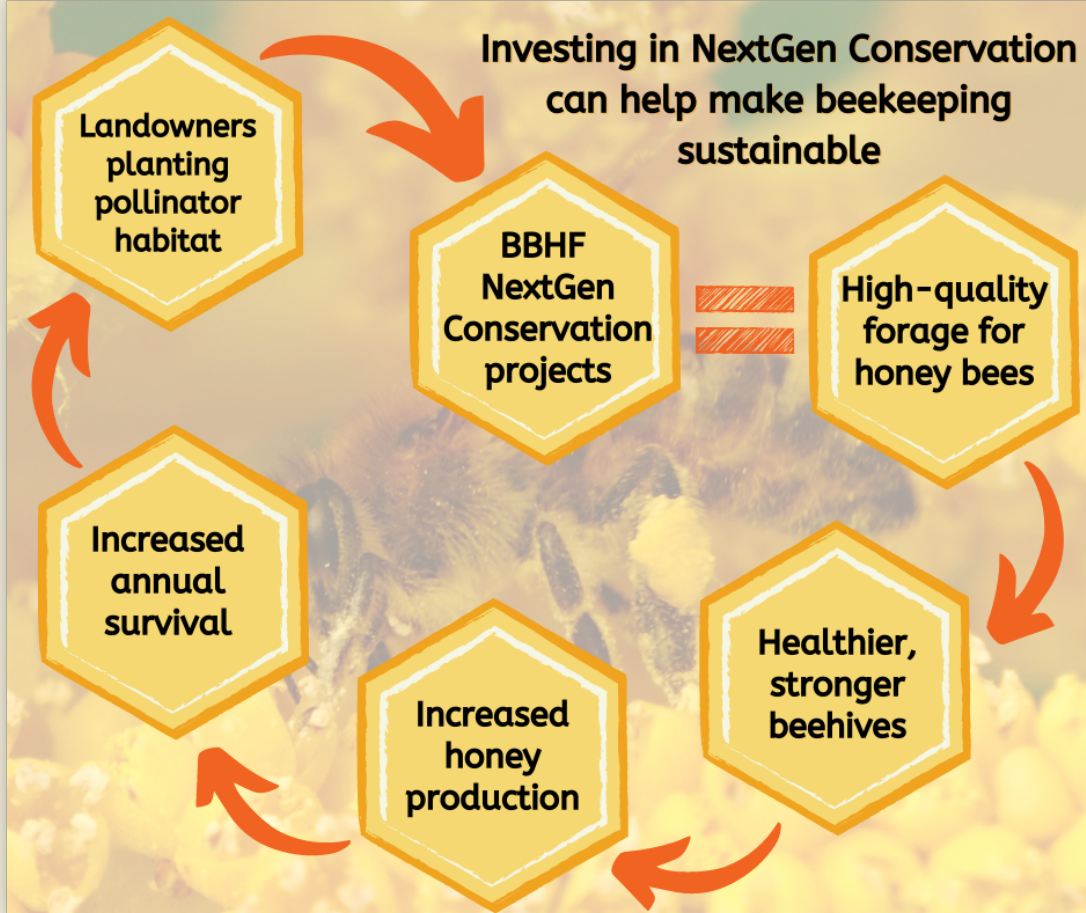 Investing in NextGen Conservation
can help make beekeeping
sustainable
Landowners
planting
pollinator
habitat
BBHF
NextGen
Conservation
projects
High-quality
forage for
honey bees
Healthier,
stronger
beehives
Increased
honey
production
Increased
annual
survival